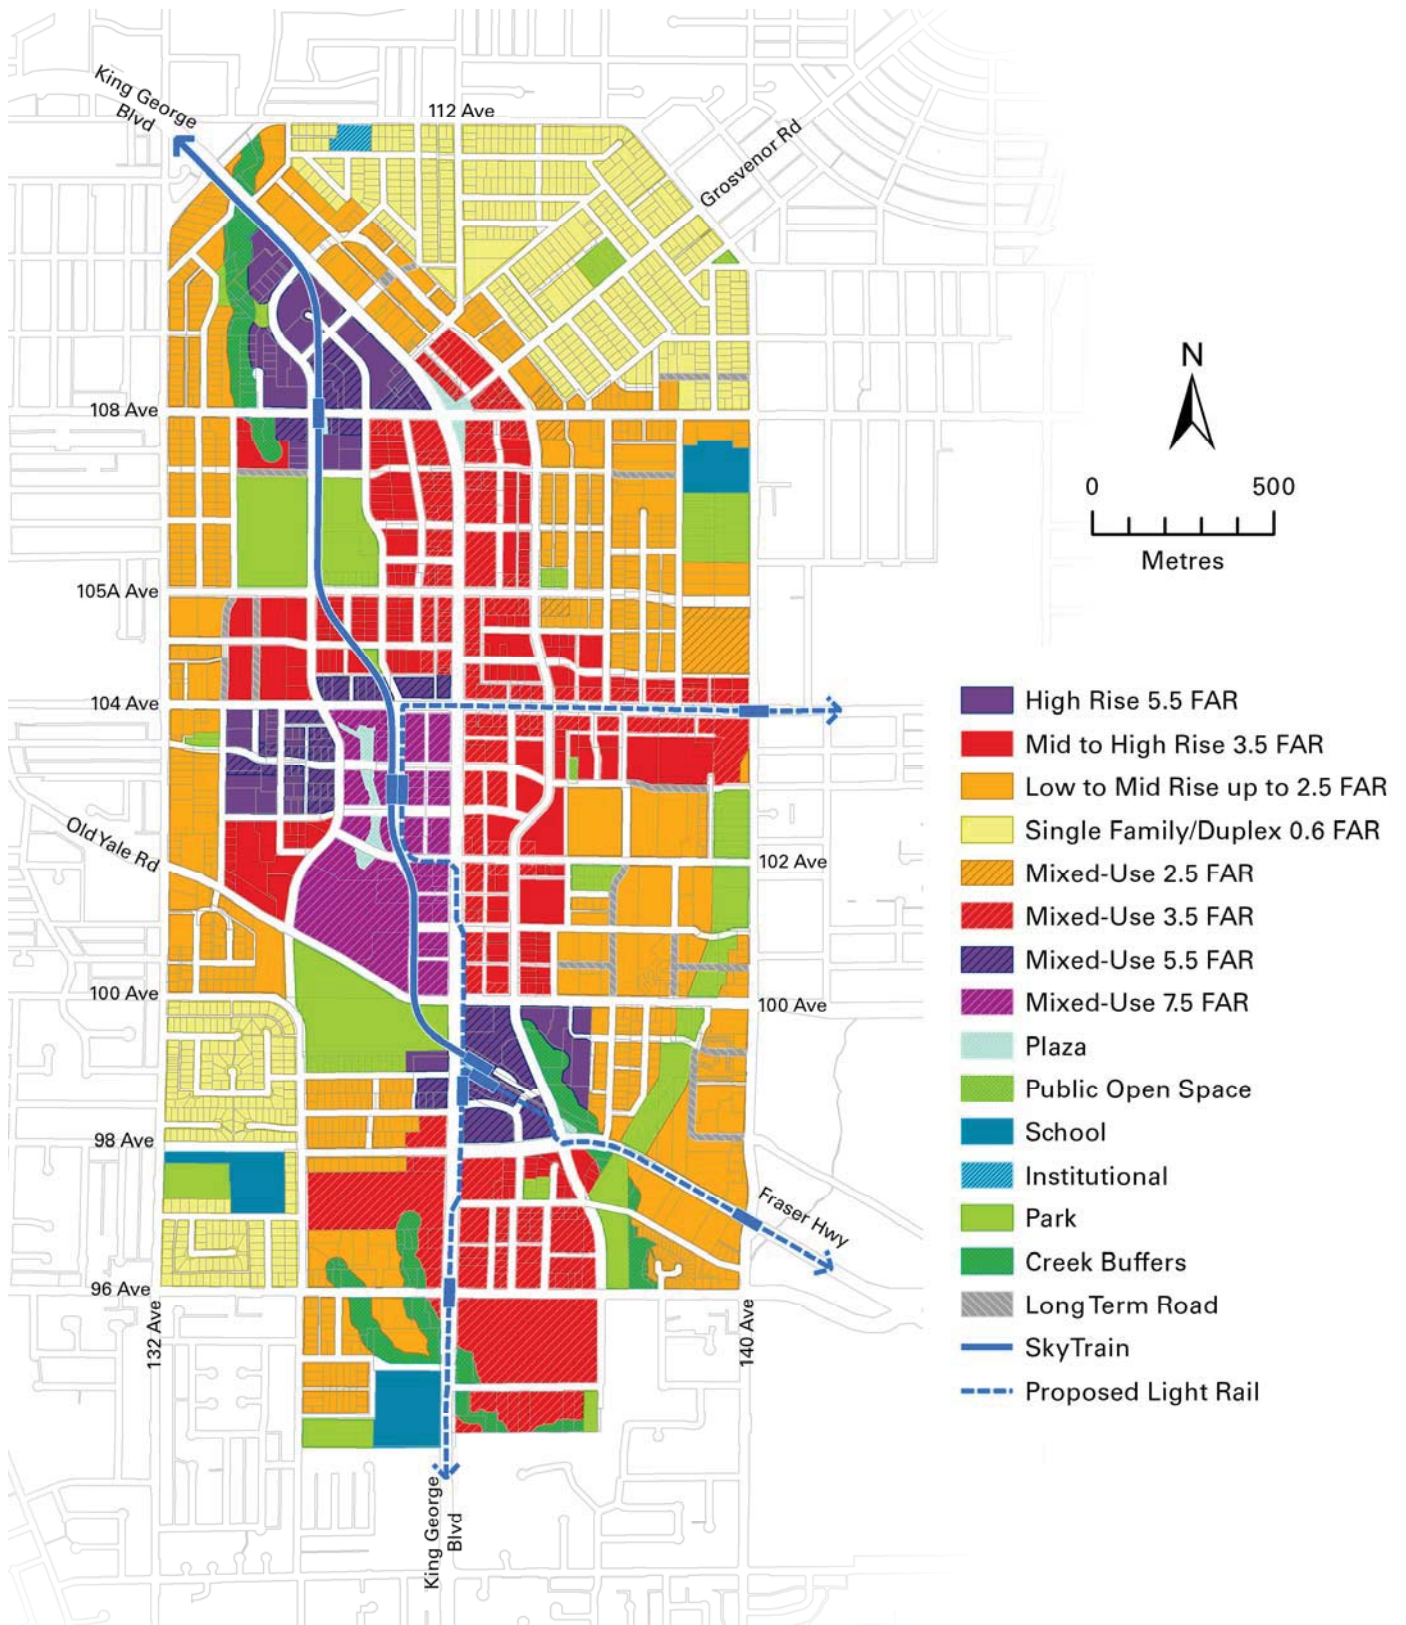 King George
Blvd
112 Ave
Grosvenor Rd
108 Ave
105A Ave
104 Ave
Old Yale Rd
102 Ave
100 Ave
100 Ave
98 Ave
Fraser Hwy
96 Ave
132 Ave
140 Ave
King George
Blvd
N
0 500
Metres
High Rise 5.5 FAR
Mid to High Rise 3.5 FAR
Low to Mid Rise up to 2.5 FAR
Single Family/Duplex 0.6 FAR
Mixed-Use 2.5 FAR
Mixed-Use 3.5 FAR
Mixed-Use 5.5 FAR
Mixed-Use 7.5 FAR
Plaza
Public Open Space
School
Institutional
Park
Creek Buffers
Long Term Road
SkyTrain
Proposed Light Rail